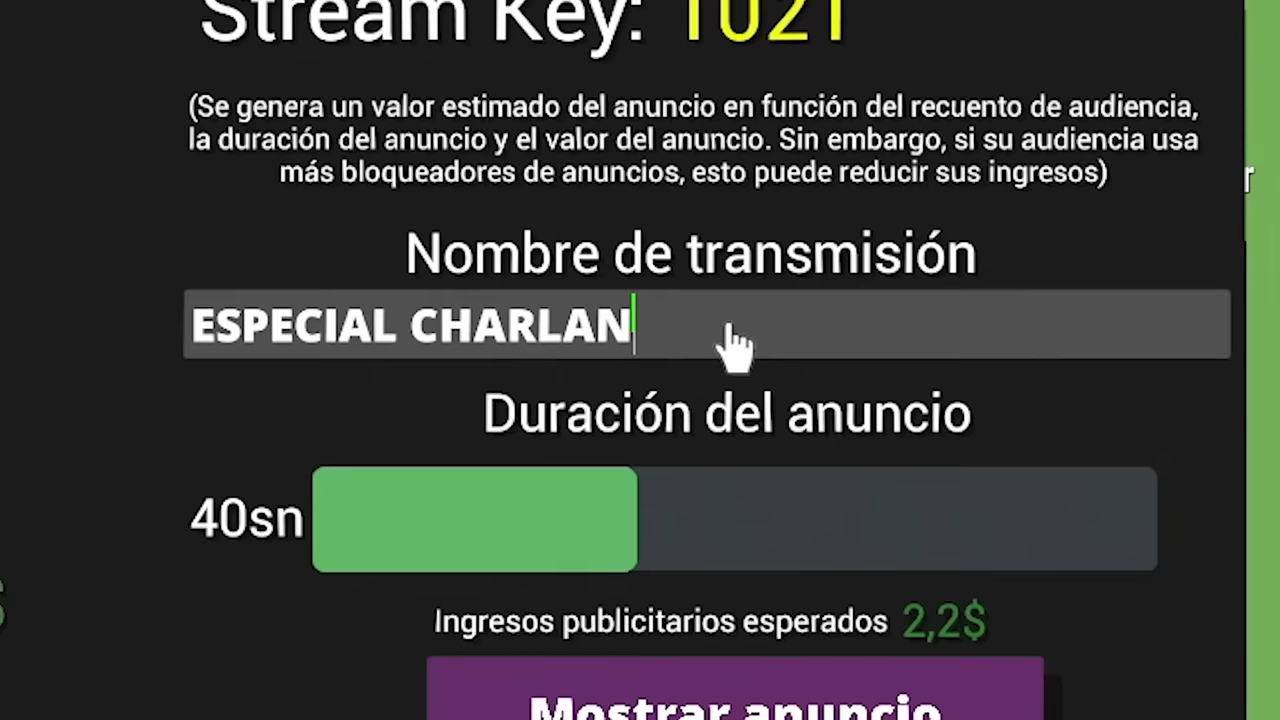 Stream Key: 1021
(Se genera un valor estimado del anuncio en función del recuento de audiencia,
la duración del anuncio y el valor del anuncio. Sin embargo, si su audiencia usa
más bloqueadores de anuncios, esto puede reducir sus ingresos)
Nombre de transmisión
ESPECIAL CHARLAN
Duración del anuncio
40sn
Ingresos publicitarios esperados 2,2$
Mostrar anuncio